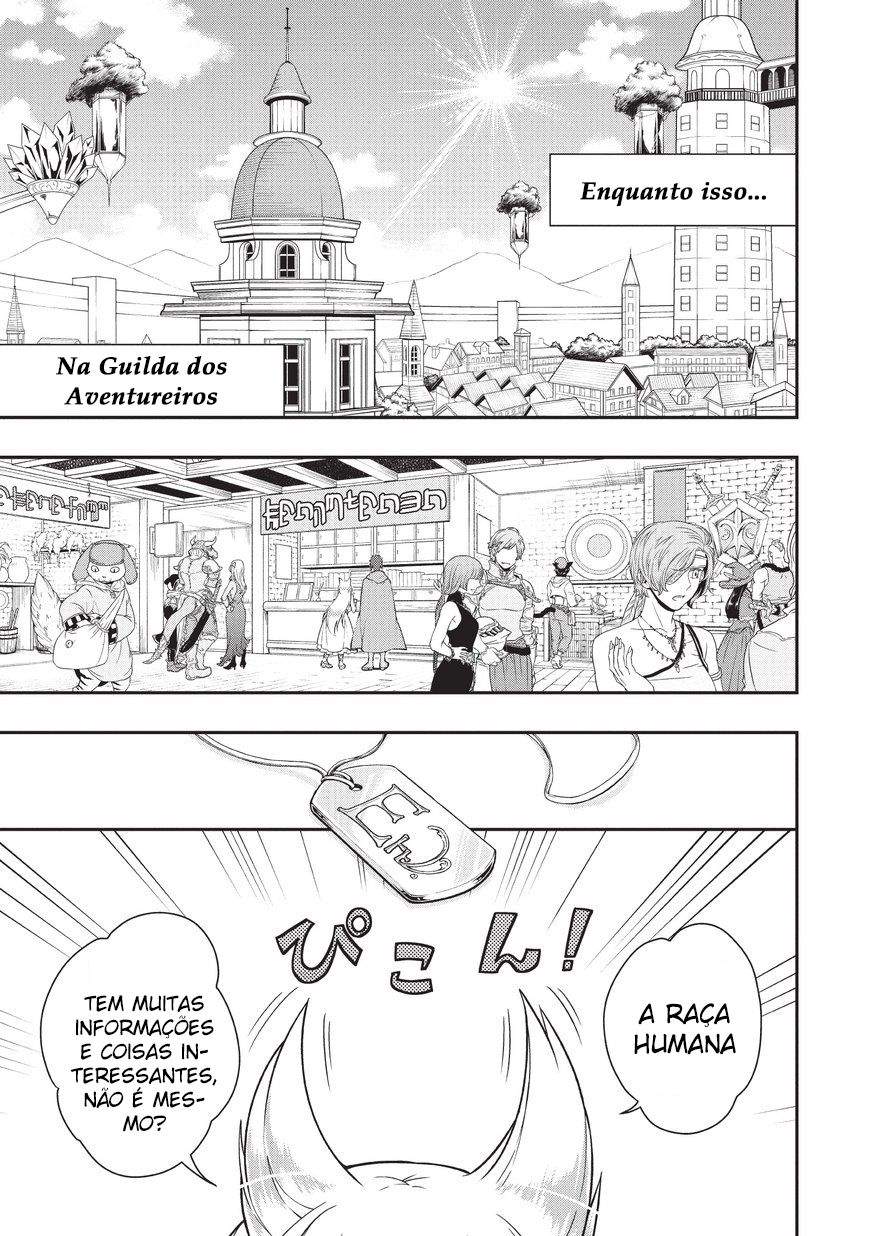 Enquanto isso...
Na Guilda dos
Aventureiros
ぴこん!
A RAÇA
HUMANA
TEM MUITAS
INFORMAÇÕES
E COISAS IN-
TERESSANTES,
NÃO É MES-
MO?